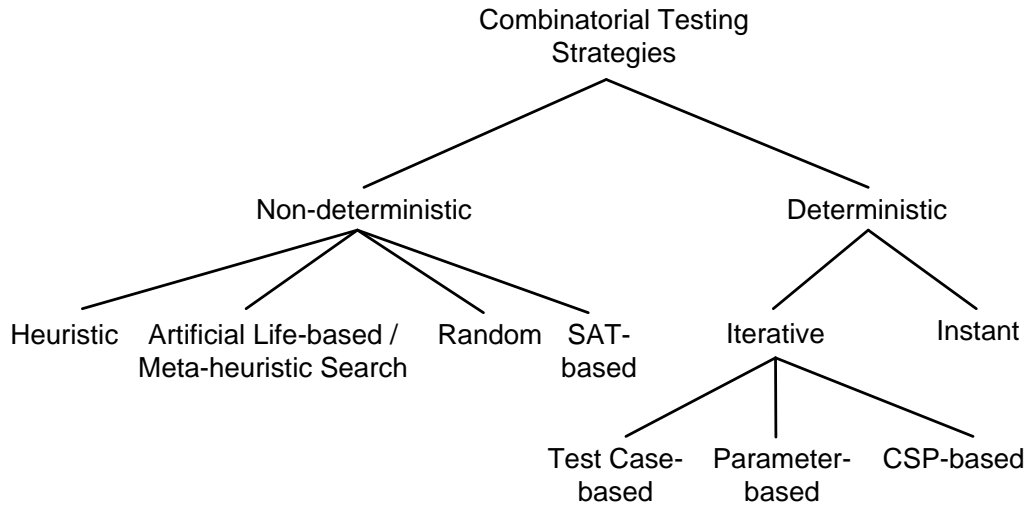 Combinatorial Testing
Strategies
Non-deterministic
Deterministic
Heuristic
Artificial Life-based /
Meta-heuristic Search
Random
SAT-
based
Iterative
Instant
Test Case-
based
Parameter-
based
CSP-based